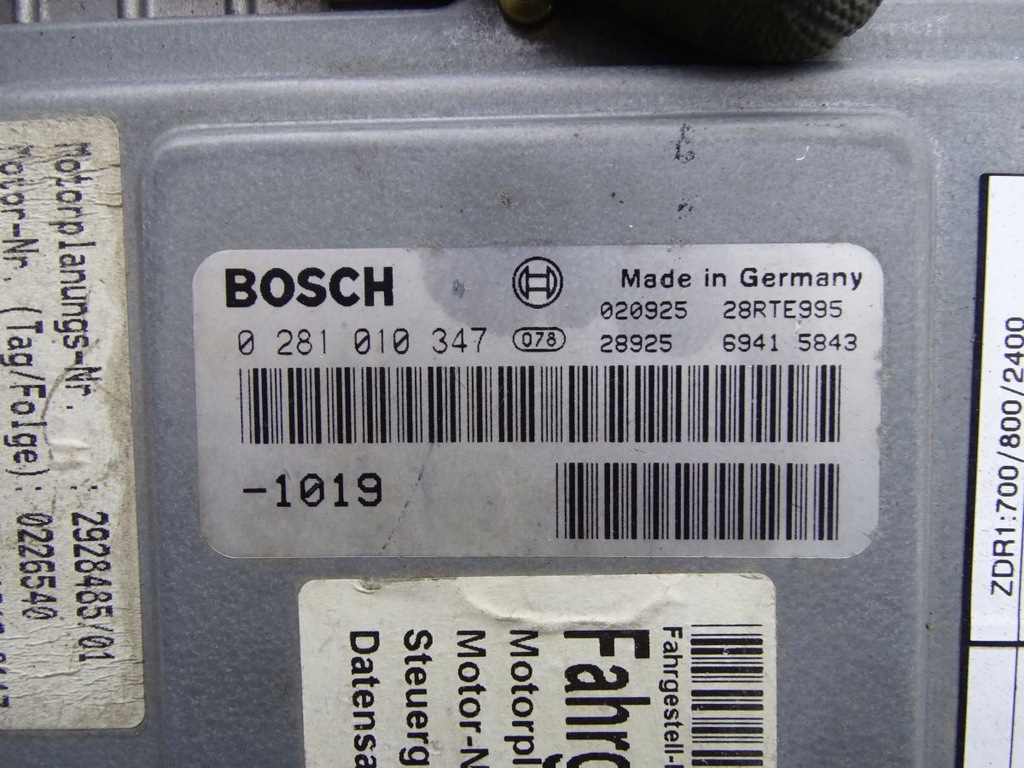 Motorplanungs-Nr. : 2928485/01
Motor-Nr. (Tag/Folge): 0226540
BOSCH
Made in Germany
020925 28RTE995
0 281 010 347 078 28925 6941 5843
-1019
Fahrgestell-
Fahrg
Motorpl
Motor-N
Steuerg
Datensa
ZDR1:700/800/2400